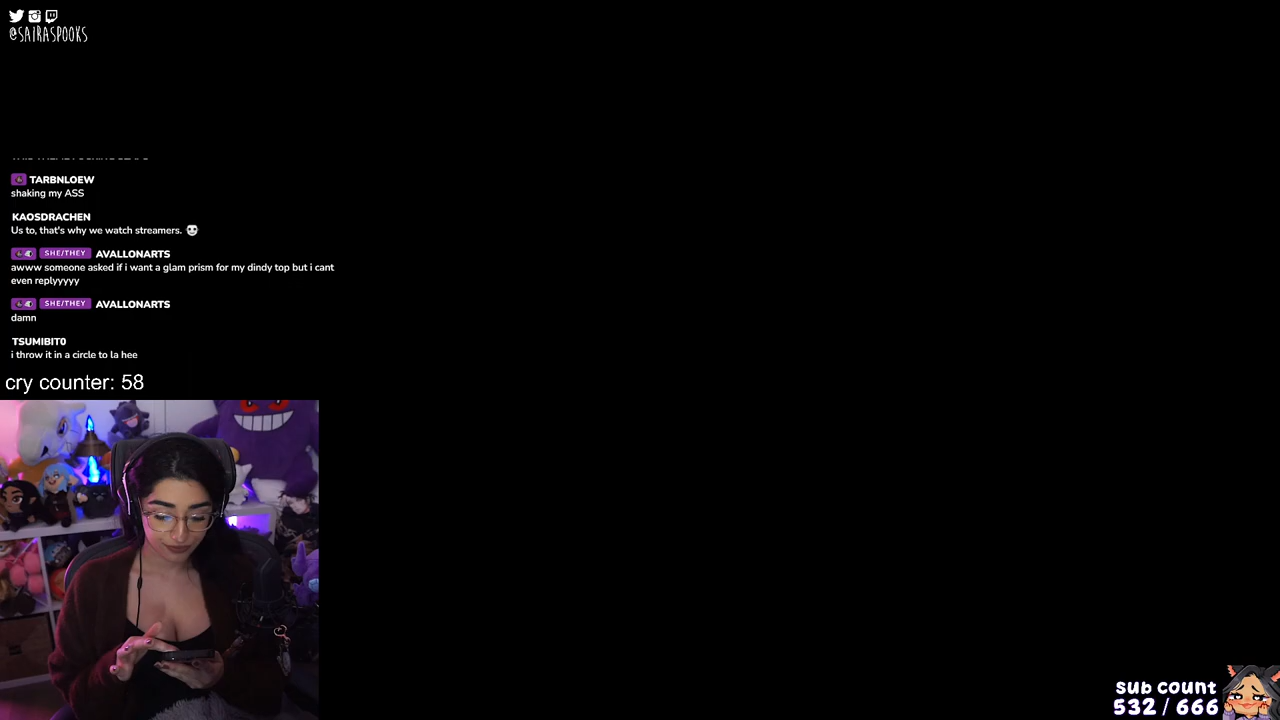 @SAIRASPOOKS
TARBNLOEW
shaking my ASS
KAOSDRACHEN
Us to, that's why we watch streamers.
SHE/THEY AVALLONARTS
awww someone asked if i want a glam prism for my dindy top but i cant
even replyyyyy
SHE/THEY AVALLONARTS
damn
TSUMIBIT0
i throw it in a circle to la hee
cry counter: 58
sub count
532 / 666